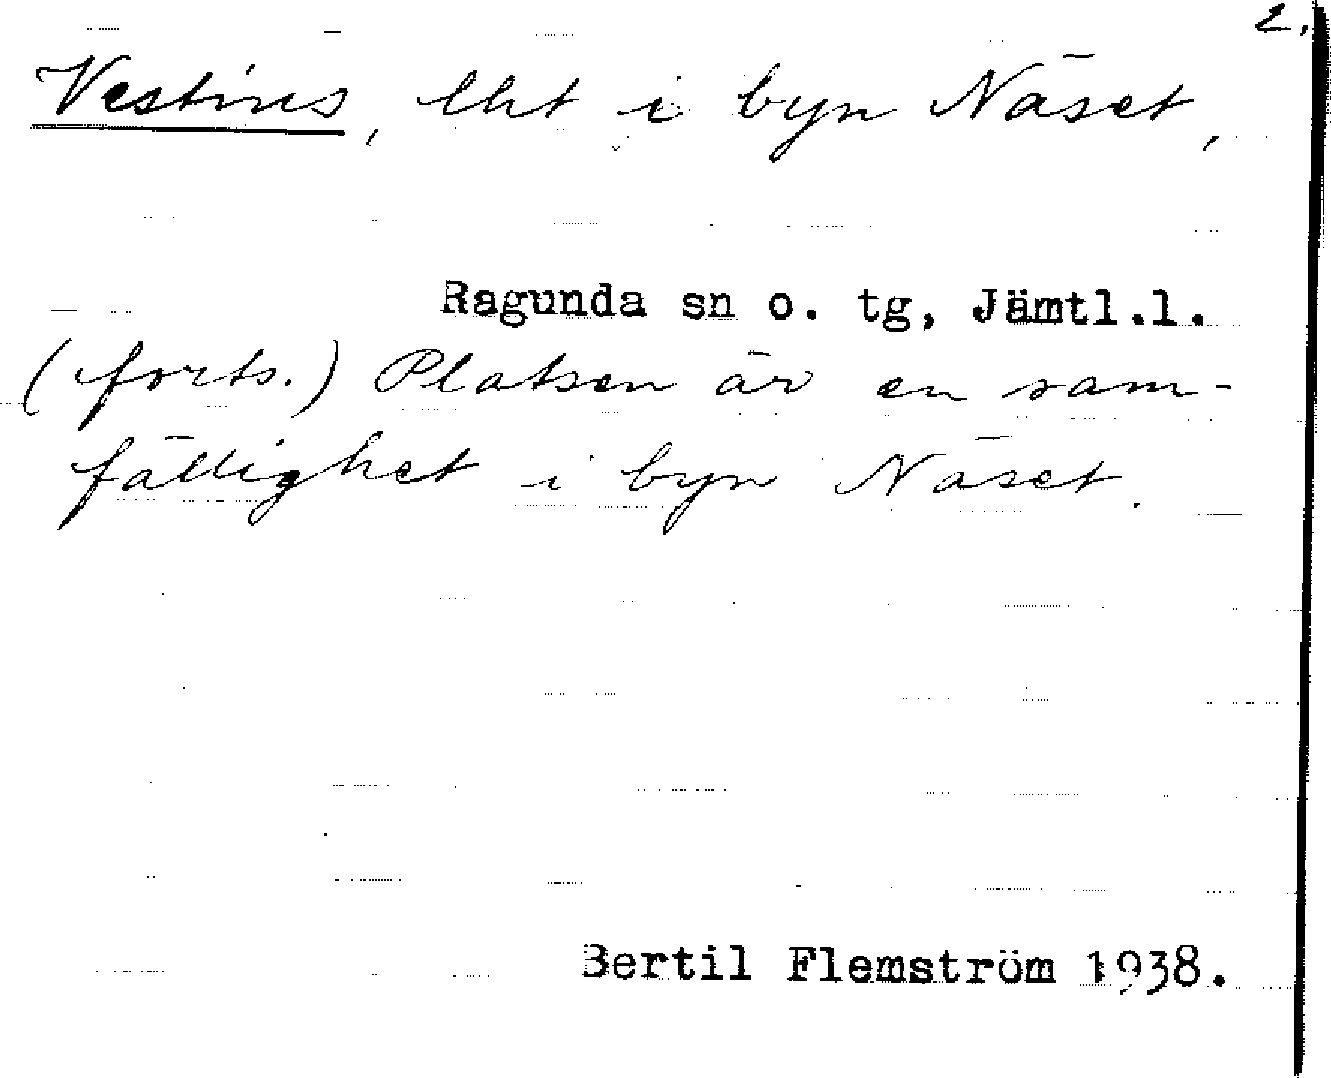 2.
Vestins, lht i byn Näset,
Ragunda sn o. tg, Jämtl.l.
(forts.) Platsen är en sam-
fällighet i byn Näset.
Bertil Flemström 1938.